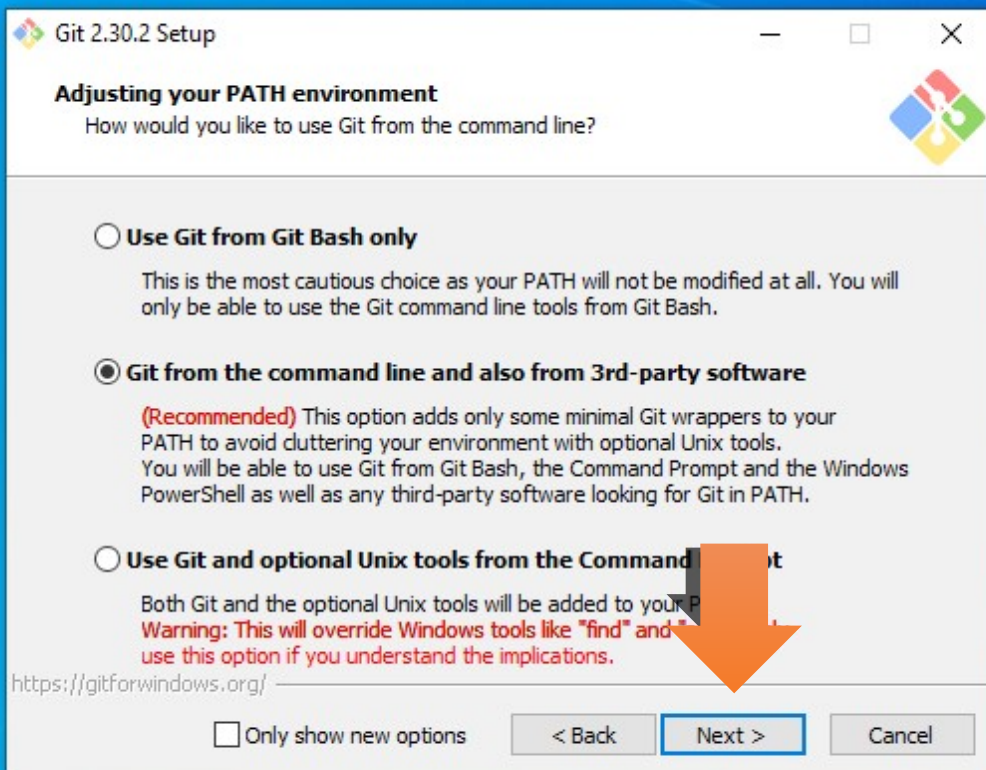 Git 2.30.2 Setup
Adjusting your PATH environment
How would you like to use Git from the command line?
Use Git from Git Bash only
This is the most cautious choice as your PATH will not be modified at all. You will
only be able to use the Git command line tools from Git Bash.
Git from the command line and also from 3rd-party software
(Recommended) This option adds only some minimal Git wrappers to your
PATH to avoid cluttering your environment with optional Unix tools.
You will be able to use Git from Git Bash, the Command Prompt and the Windows
PowerShell as well as any third-party software looking for Git in PATH.
Use Git and optional Unix tools from the Command
Both Git and the optional Unix tools will be added to your
Warning: This will override Windows tools like "find" and
use this option if you understand the implications.
https://gitforwindows.org/
Only show new options
< Back
Next >
Cancel